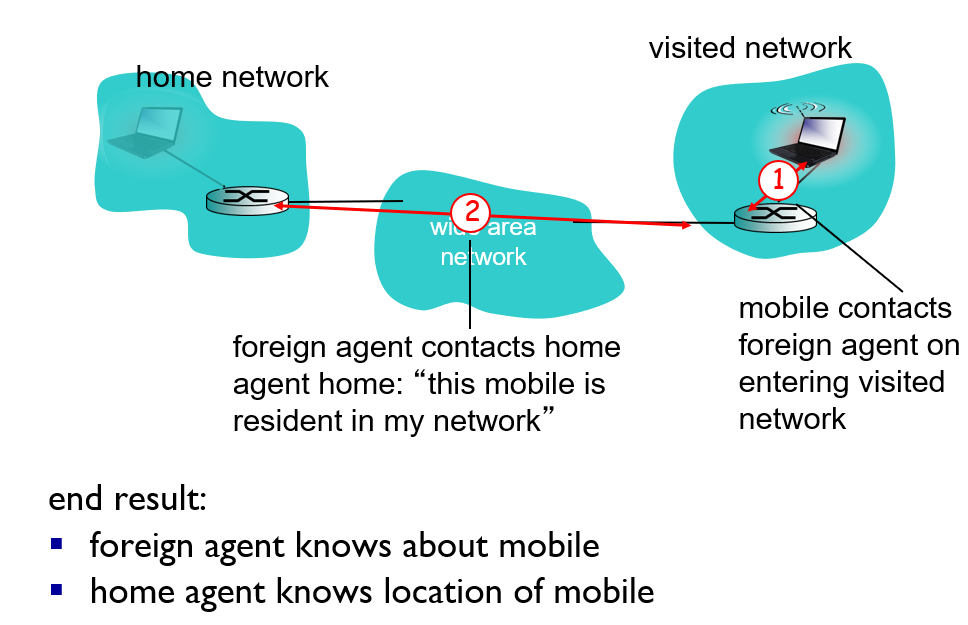 home network
visited network
1
2
wide area
network
foreign agent contacts home
agent home: “this mobile is
resident in my network”
mobile contacts
foreign agent on
entering visited
network
end result:
▪ foreign agent knows about mobile
▪ home agent knows location of mobile